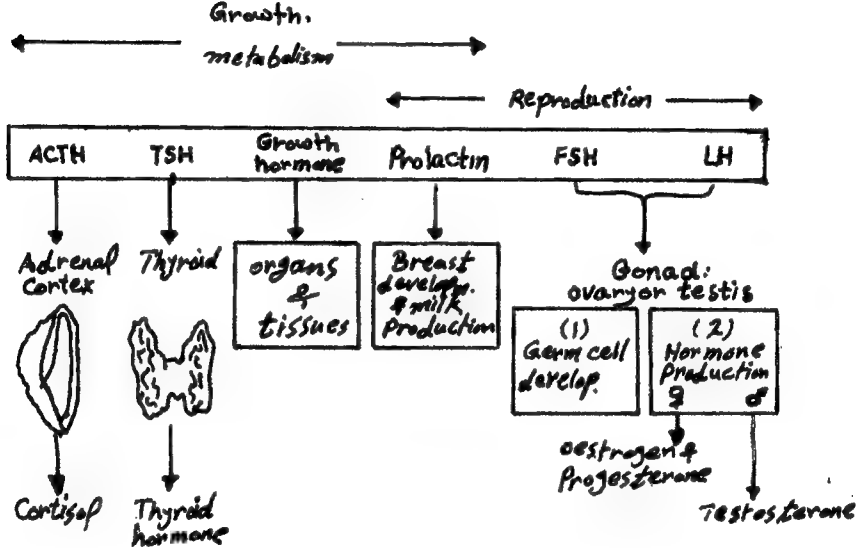 Growth,
metabolism
Reproduction
ACTH
TSH
Growth
hormone
Prolactin
FSH
LH
Adrenal
Cortex
Thyroid
organs
&
tissues
Breast
develop.
& milk
Production
Gonad:
ovary or testis
(1)
Germ cell
develop.
(2)
Hormone
Production
♀ ♂
Cortisol
Thyroid
hormone
Oestrogen &
Progesterone
Testosterone